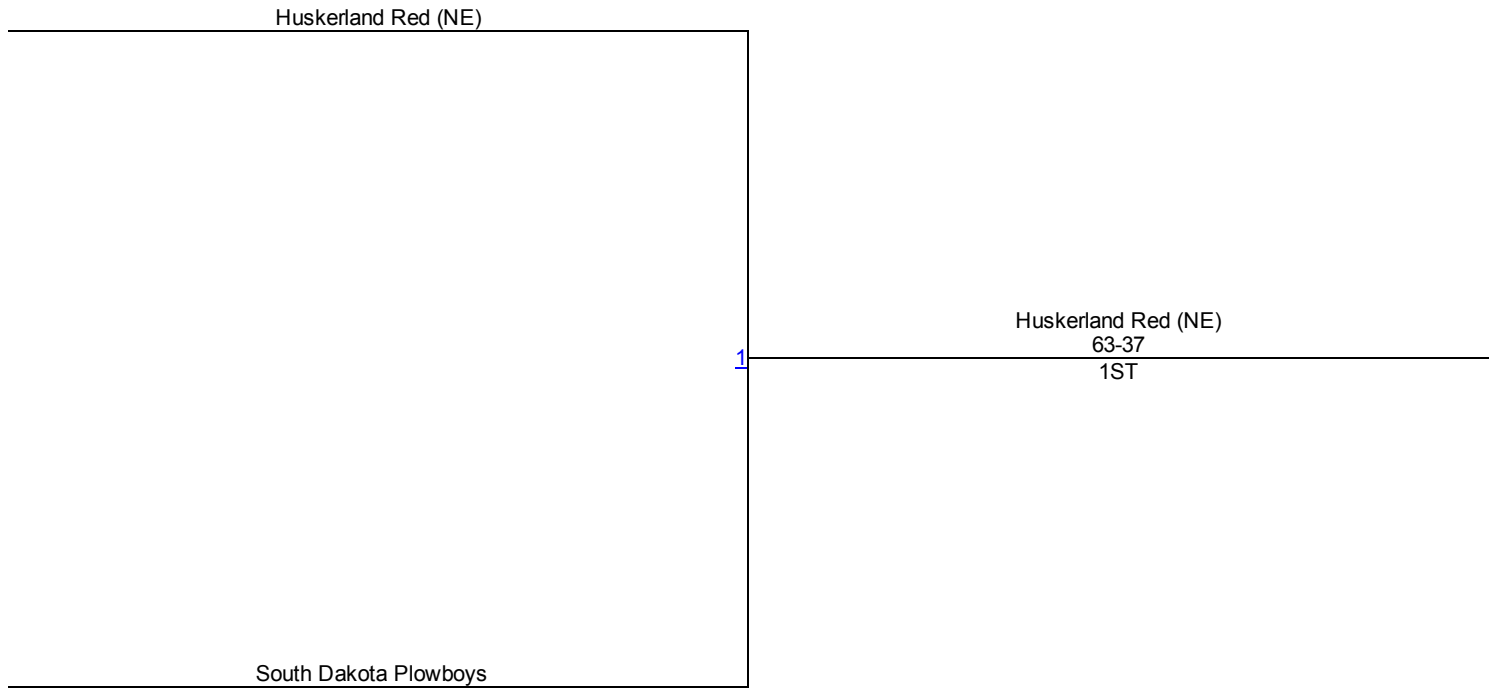 Huskerland Red (NE)
Huskerland Red (NE)
63-37
1
1ST
South Dakota Plowboys